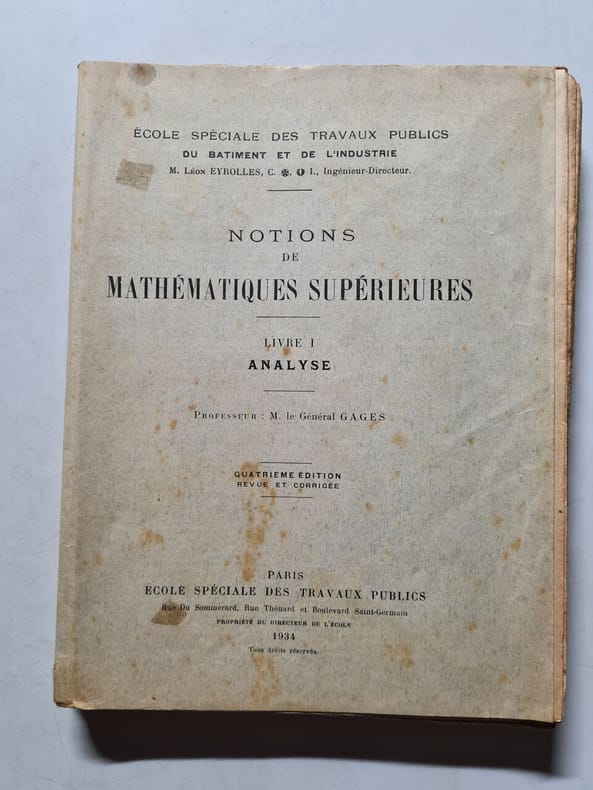 ÉCOLE SPÉCIALE DES TRAVAUX PUBLICS
DU BATIMENT ET DE L'INDUSTRIE
M. LÉON EYROLLES, C. ✽, ❶ I., Ingénieur-Directeur.
NOTIONS
DE
MATHÉMATIQUES SUPÉRIEURES
LIVRE I
ANALYSE
PROFESSEUR : M. le Général GAGES
QUATRIÈME ÉDITION
REVUE ET CORRIGÉE
PARIS
ÉCOLE SPÉCIALE DES TRAVAUX PUBLICS
Rue Du Sommerard, Rue Thénard et Boulevard Saint-Germain
PROPRIÉTÉ DU DIRECTEUR DE L'ÉCOLE
1934
Tous droits réservés.